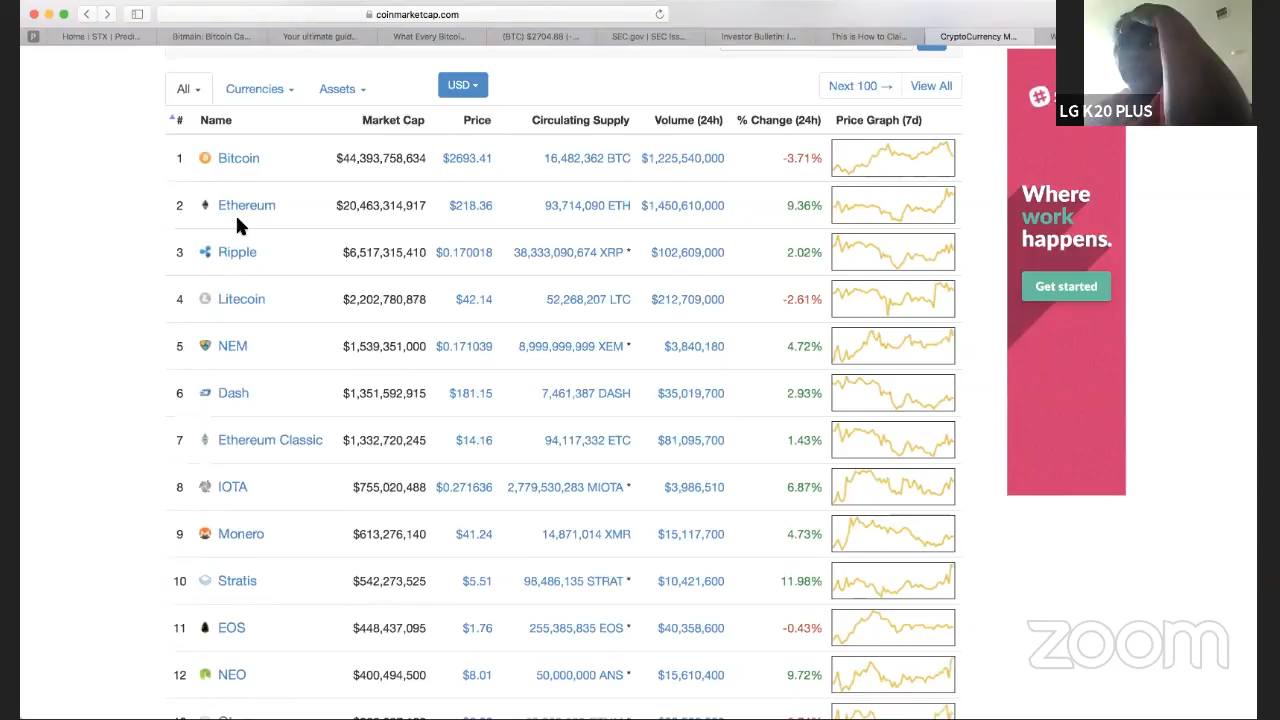 coinmarketcap.com
Home | STX | Predi... Bitmain: Bitcoin Ca... Your ultimate guid... What Every Bitcoi... (BTC) $2704.88 (-... SEC.gov | SEC Iss... Investor Bulletin: I... This is How to Clai... CryptoCurrency M...
LG K20 PLUS
All Currencies Assets USD Next 100 → View All
# Name Market Cap Price Circulating Supply Volume (24h) % Change (24h) Price Graph (7d)
1 Bitcoin $44,393,758,634 $2693.41 16,482,362 BTC $1,225,540,000 -3.71%
2 Ethereum $20,463,314,917 $218.36 93,714,090 ETH $1,450,610,000 9.36%
3 Ripple $6,517,315,410 $0.170018 38,333,090,674 XRP * $102,609,000 2.02%
4 Litecoin $2,202,780,878 $42.14 52,268,207 LTC $212,709,000 -2.61%
5 NEM $1,539,351,000 $0.171039 8,999,999,999 XEM * $3,840,180 4.72%
6 Dash $1,351,592,915 $181.15 7,461,387 DASH $35,019,700 2.93%
7 Ethereum Classic $1,332,720,245 $14.16 94,117,332 ETC $81,095,700 1.43%
8 IOTA $755,020,488 $0.271636 2,779,530,283 MIOTA * $3,986,510 6.87%
9 Monero $613,276,140 $41.24 14,871,014 XMR $15,117,700 4.73%
10 Stratis $542,273,525 $5.51 98,486,135 STRAT * $10,421,600 11.98%
11 EOS $448,437,095 $1.76 255,385,835 EOS * $40,358,600 -0.43%
12 NEO $400,494,500 $8.01 50,000,000 ANS * $15,610,400 9.72%
Where
work
happens.
Get started
zoom